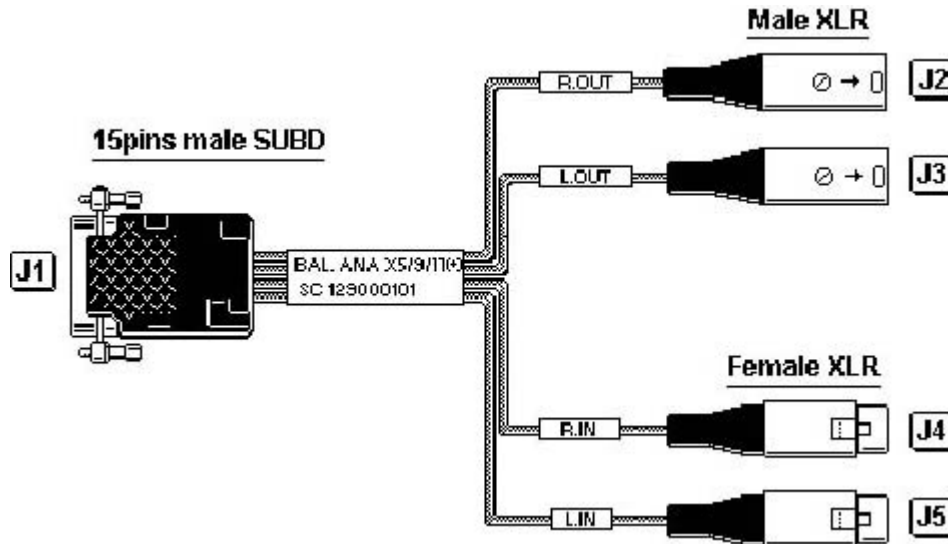 Male XLR
R.OUT
J2
15pins male SUBD
L.OUT
J3
J1
BAL. ANA X5/9/11(+)
SC 129000101
Female XLR
R.IN
J4
L.IN
J5